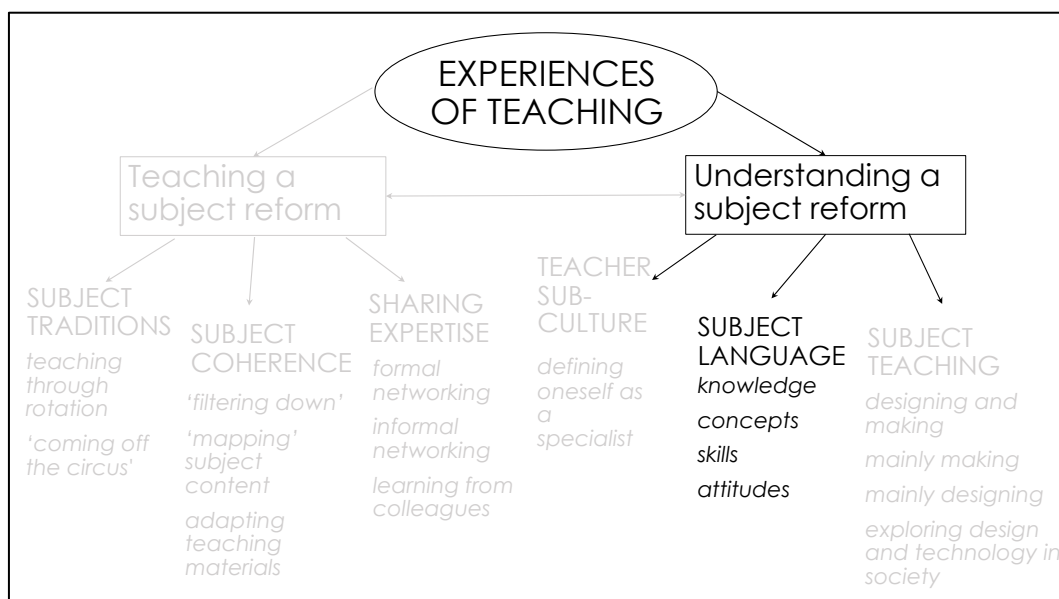 EXPERIENCES
OF TEACHING
Teaching a
subject reform
Understanding a
subject reform
SUBJECT
TRADITIONS
teaching
through
rotation
‘coming off
the circus'
SUBJECT
COHERENCE
‘filtering down’
‘mapping’
subject
content
adapting
teaching
materials
SHARING
EXPERTISE
formal
networking
informal
networking
learning from
colleagues
TEACHER
SUB-
CULTURE
defining
oneself as
a
specialist
SUBJECT
LANGUAGE
knowledge
concepts
skills
attitudes
SUBJECT
TEACHING
designing and
making
mainly making
mainly designing
exploring design
and technology in
society